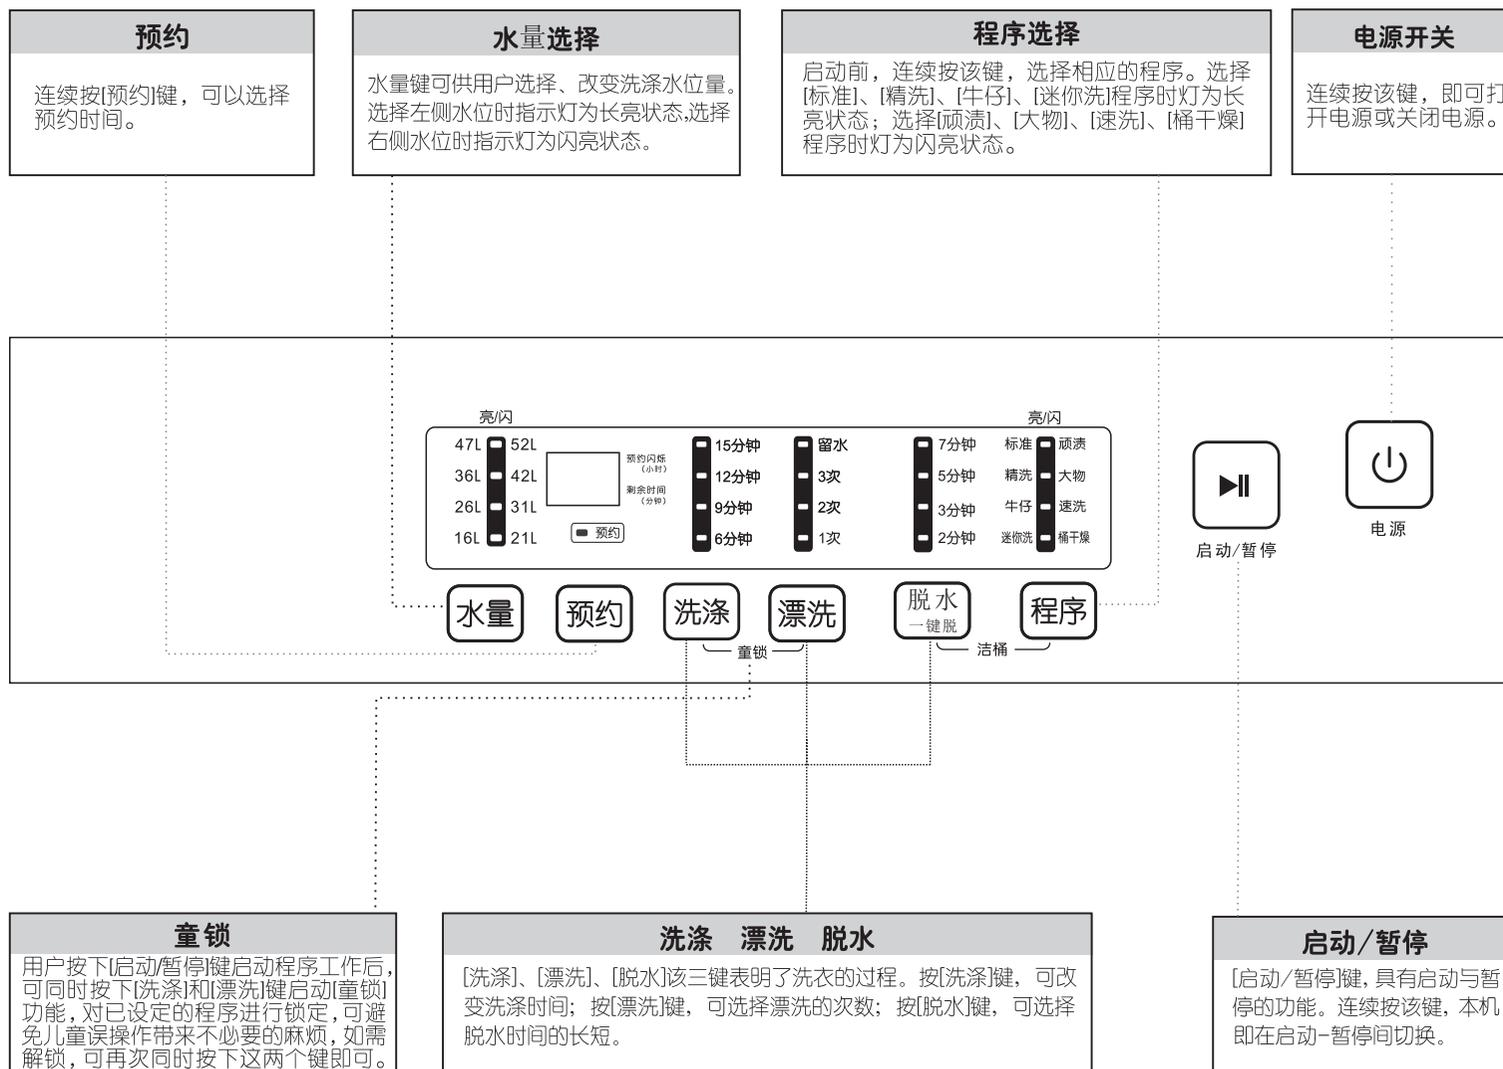 预约
连续按[预约]键，可以选择
预约时间。
水量选择
水量键可供用户选择、改变洗涤水位量。
选择左侧水位时指示灯为长亮状态,选择
右侧水位时指示灯为闪亮状态。
程序选择
启动前，连续按该键，选择相应的程序。选择
[标准]、[精洗]、[牛仔]、[迷你洗]程序时灯为长
亮状态；选择[顽渍]、[大物]、[速洗]、[桶干燥]
程序时灯为闪亮状态。
电源开关
连续按该键，即可打
开电源或关闭电源。
亮/闪
47L 52L
36L 42L
26L 31L
16L 21L
预约闪烁
（小时）
剩余时间
（分钟）
预约
15分钟
12分钟
9分钟
6分钟
留水
3次
2次
1次
7分钟
5分钟
3分钟
2分钟
亮/闪
标准 顽渍
精洗 大物
牛仔 速洗
迷你洗 桶干燥
启动/暂停
电源
水量
预约
洗涤
漂洗
脱水
一键脱
程序
童锁
洁桶
童锁
用户按下[启动/暂停]键启动程序工作后,
可同时按下[洗涤]和[漂洗]键启动[童锁]
功能,对已设定的程序进行锁定,可避
免儿童误操作带来不必要的麻烦,如需
解锁,可再次同时按下这两个键即可。
洗涤 漂洗 脱水
[洗涤]、[漂洗]、[脱水]该三键表明了洗衣的过程。按[洗涤]键，可改
变洗涤时间；按[漂洗]键，可选择漂洗的次数；按[脱水]键，可选择
脱水时间的长短。
启动/暂停
[启动/暂停]键,具有启动与暂
停的功能。连续按该键,本机
即在启动-暂停间切换。